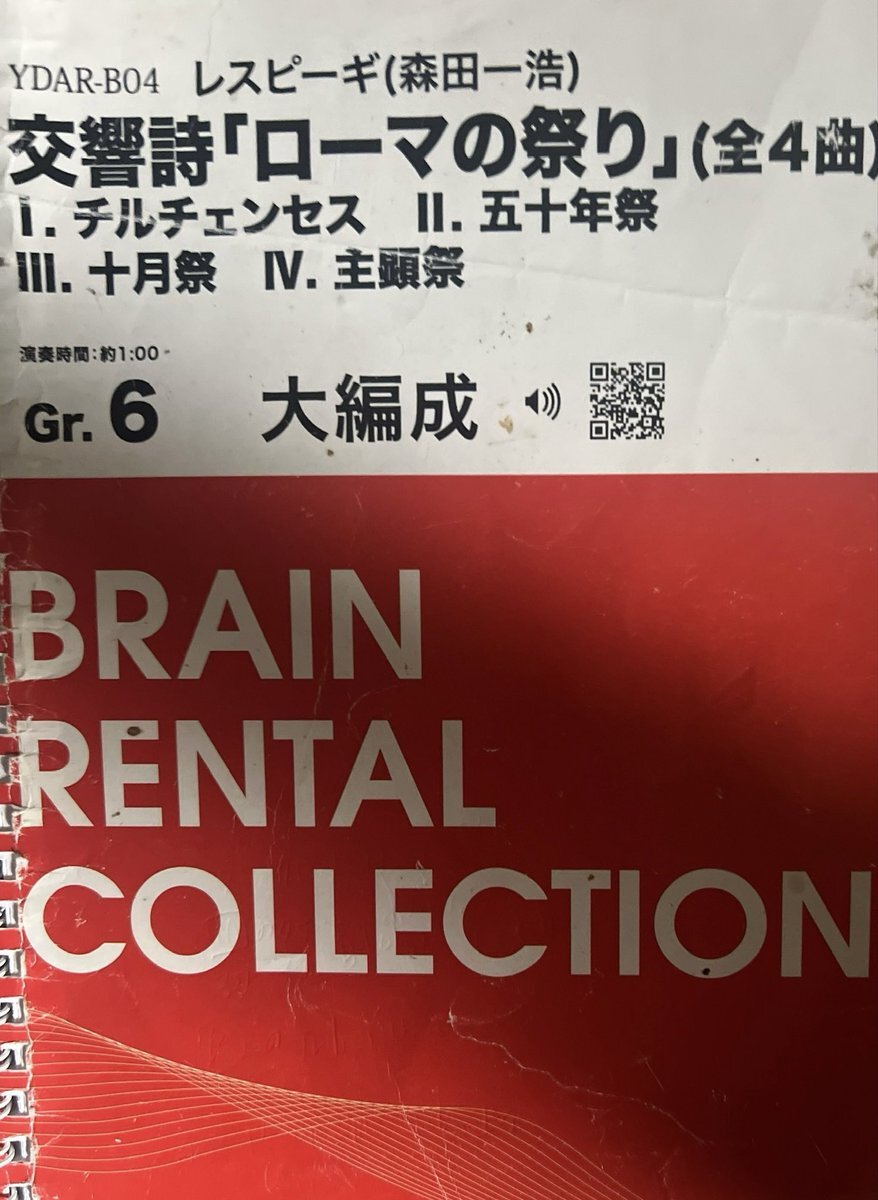 YDAR-B04 レスピーギ(森田一浩)
交響詩「ローマの祭り」(全4曲)
I. チルチェンセス II. 五十年祭
III. 十月祭 IV. 主顕祭
演奏時間:約1:00
Gr. 6 大編成
BRAIN
RENTAL
COLLECTION